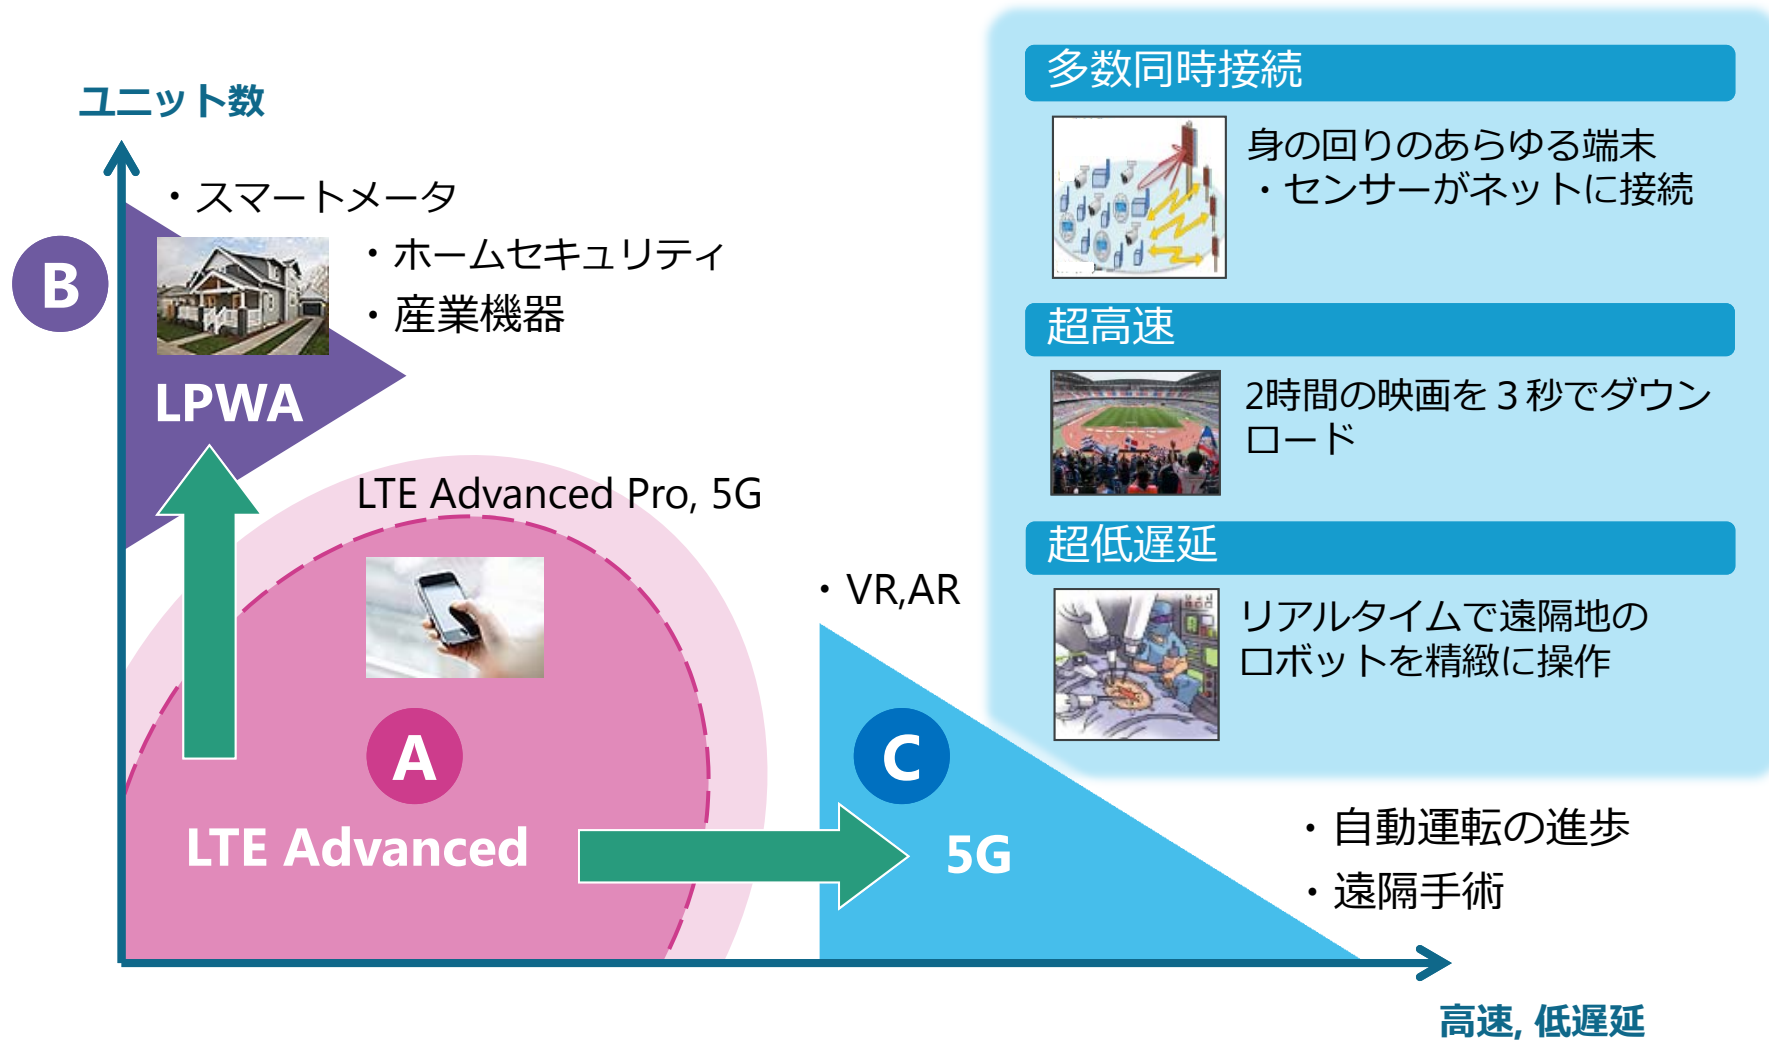 ユニット数
・スマートメータ
・ホームセキュリティ
・産業機器
B
LPWA
LTE Advanced Pro, 5G
A
LTE Advanced
・VR,AR
C
5G
・自動運転の進歩
・遠隔手術
高速, 低遅延
多数同時接続
身の回りのあらゆる端末
・センサーがネットに接続
超高速
2時間の映画を３秒でダウン
ロード
超低遅延
リアルタイムで遠隔地の
ロボットを精緻に操作